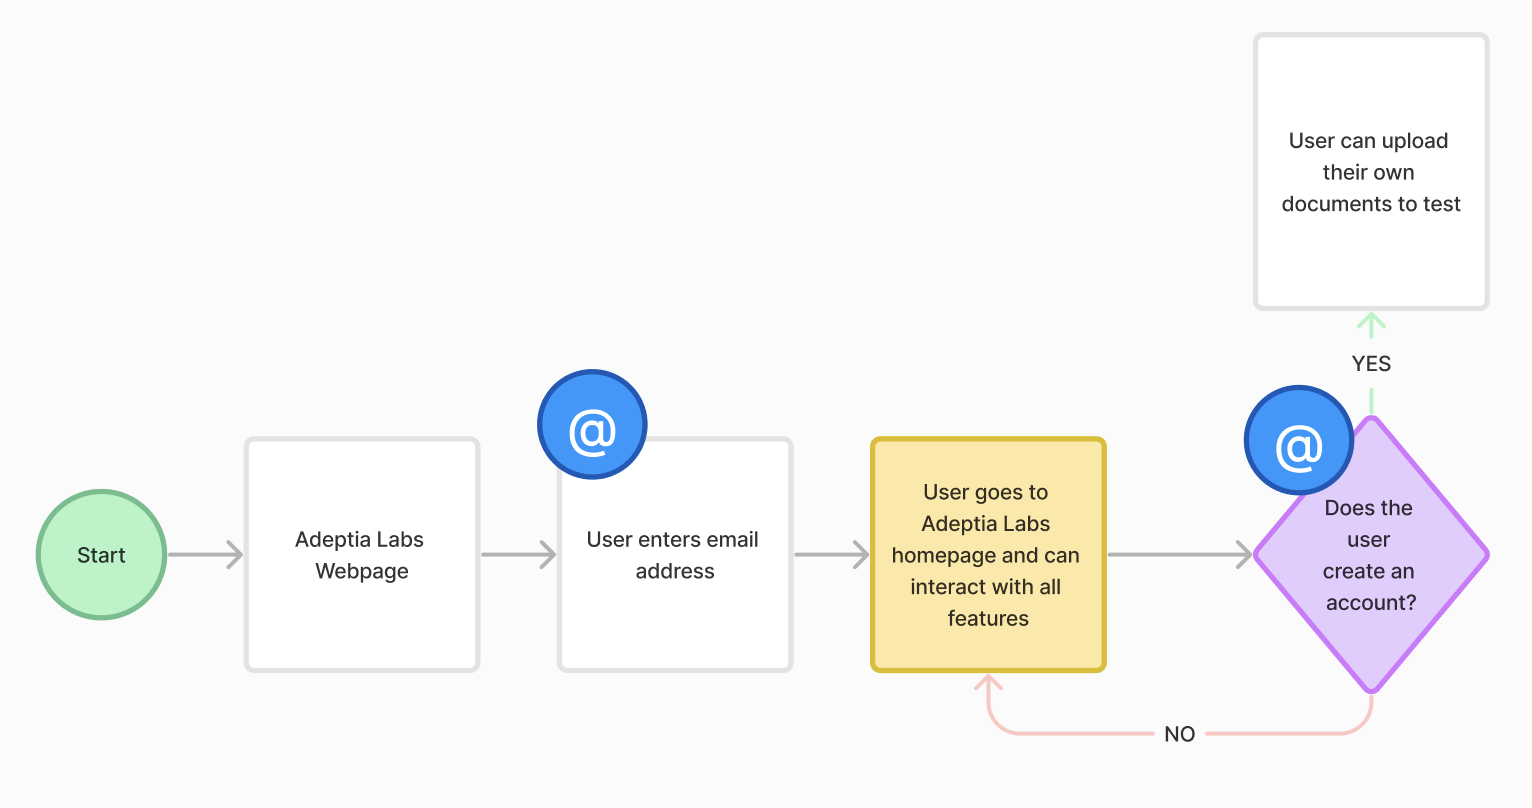 User can upload
their own
documents to test
YES
@
@
Start
Adeptia Labs
Webpage
User enters email
address
User goes to
Adeptia Labs
homepage and can
interact with all
features
Does the
user
create an
account?
NO